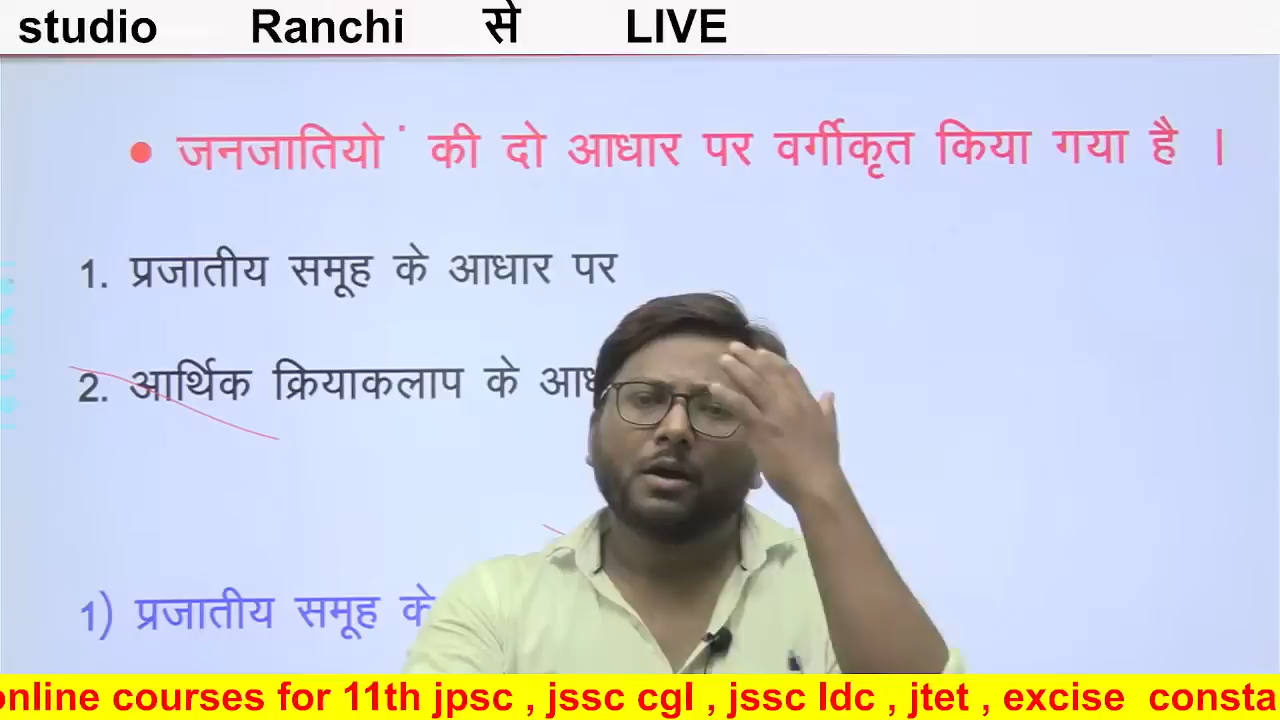 studio Ranchi से LIVE
• जनजातियो ं की दो आधार पर वर्गीकृत किया गया है ।
1. प्रजातीय समूह के आधार पर
2. आर्थिक क्रियाकलाप के
1) प्रजातीय समूह के
online courses for 11th jpsc , jssc cgl , jssc ldc , jtet , excise